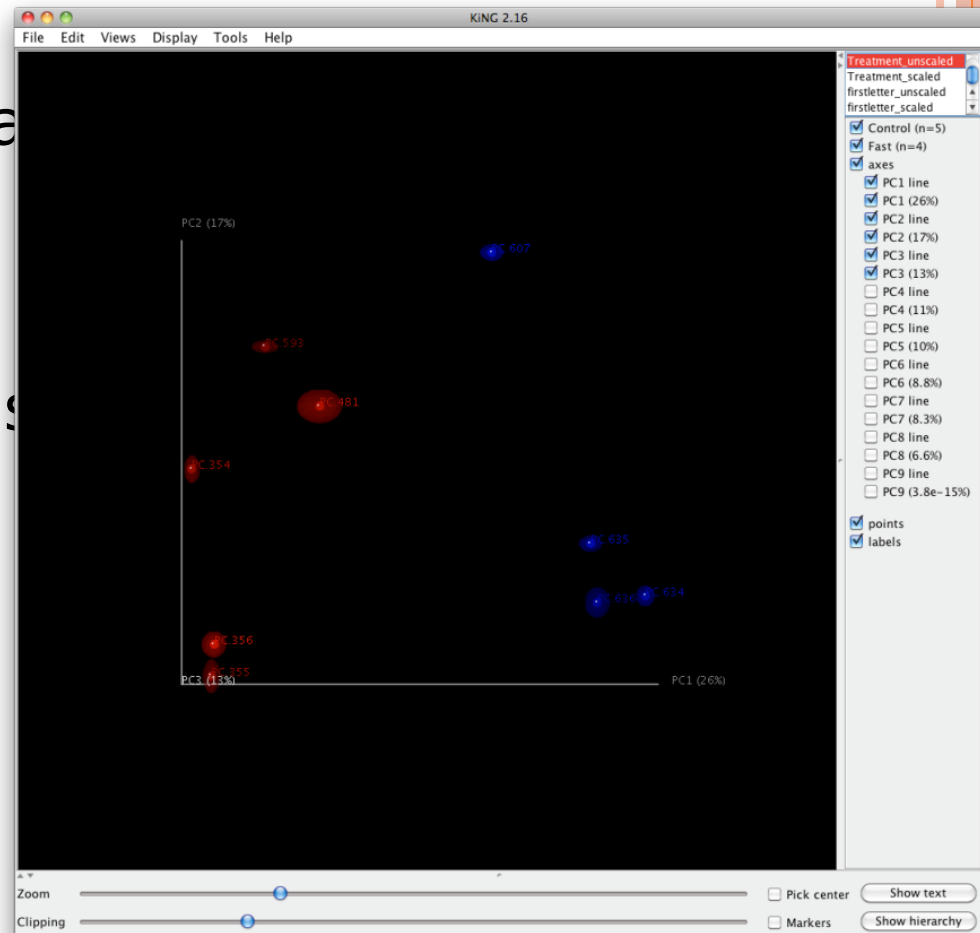 KiNG 2.16
File Edit Views Display Tools Help
a
s
PC2 (17%)
PC.593
PC.481
PC.354
PC.635
PC.634
PC.356
PC3 (13%)
PC1 (26%)
Treatment_unscaled
Treatment_scaled
firstletter_unscaled
firstletter_scaled
Control (n=5)
Fast (n=4)
axes
PC1 line
PC1 (26%)
PC2 line
PC2 (17%)
PC3 line
PC3 (13%)
PC4 line
PC4 (11%)
PC5 line
PC5 (10%)
PC6 line
PC6 (8.8%)
PC7 line
PC7 (8.3%)
PC8 line
PC8 (6.6%)
PC9 line
PC9 (3.8e-15%)
points
labels
Zoom
Pick center
Show text
Clipping
Markers
Show hierarchy